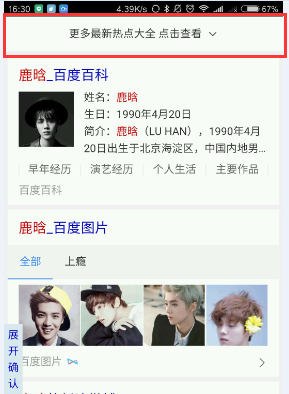 16:30 4.39K/s 67%
更多最新热点大全 点击查看
鹿晗_百度百科
姓名：鹿晗
生日：1990年4月20日
简介：鹿晗（LU HAN），1990年4月
20日出生于北京海淀区，中国内地男...
早年经历 演艺经历 个人生活 主要作品
百度百科
鹿晗_百度图片
全部 上瘾
展开确认
百度图片